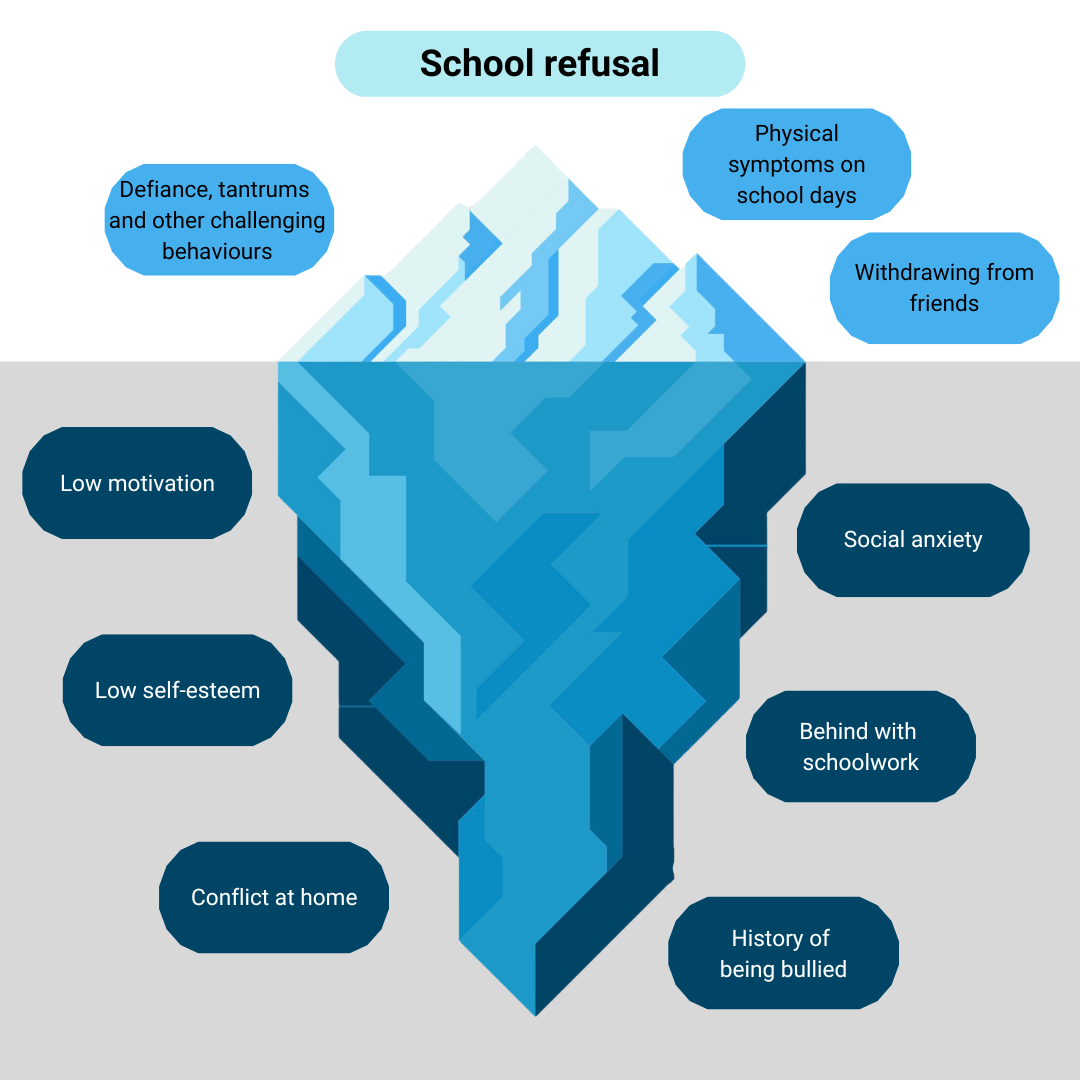 School refusal
Physical
symptoms on
school days
Defiance, tantrums
and other challenging
behaviours
Withdrawing from
friends
Low motivation
Social anxiety
Low self-esteem
Behind with
schoolwork
Conflict at home
History of
being bullied